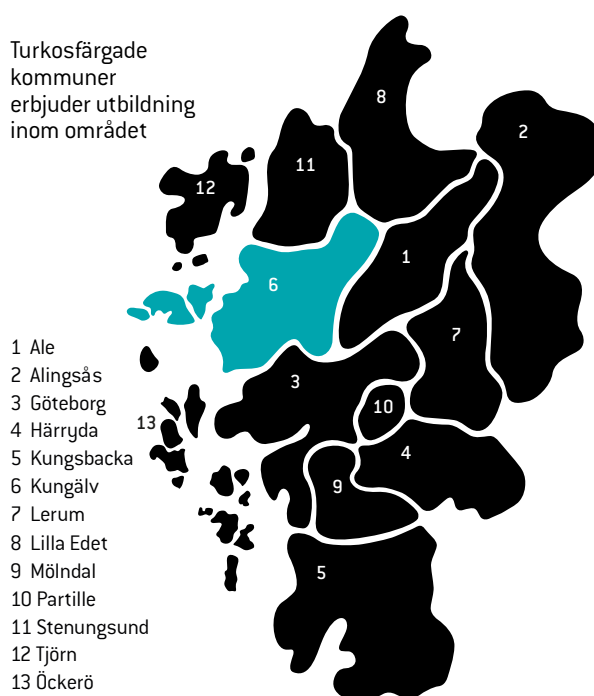 Turkosfärgade
kommuner
erbjuder utbildning
inom området
8
2
11
12
1
6
7
3
10
13
4
9
5
1 Ale
2 Alingsås
3 Göteborg
4 Härryda
5 Kungsbacka
6 Kungälv
7 Lerum
8 Lilla Edet
9 Mölndal
10 Partille
11 Stenungsund
12 Tjörn
13 Öckerö